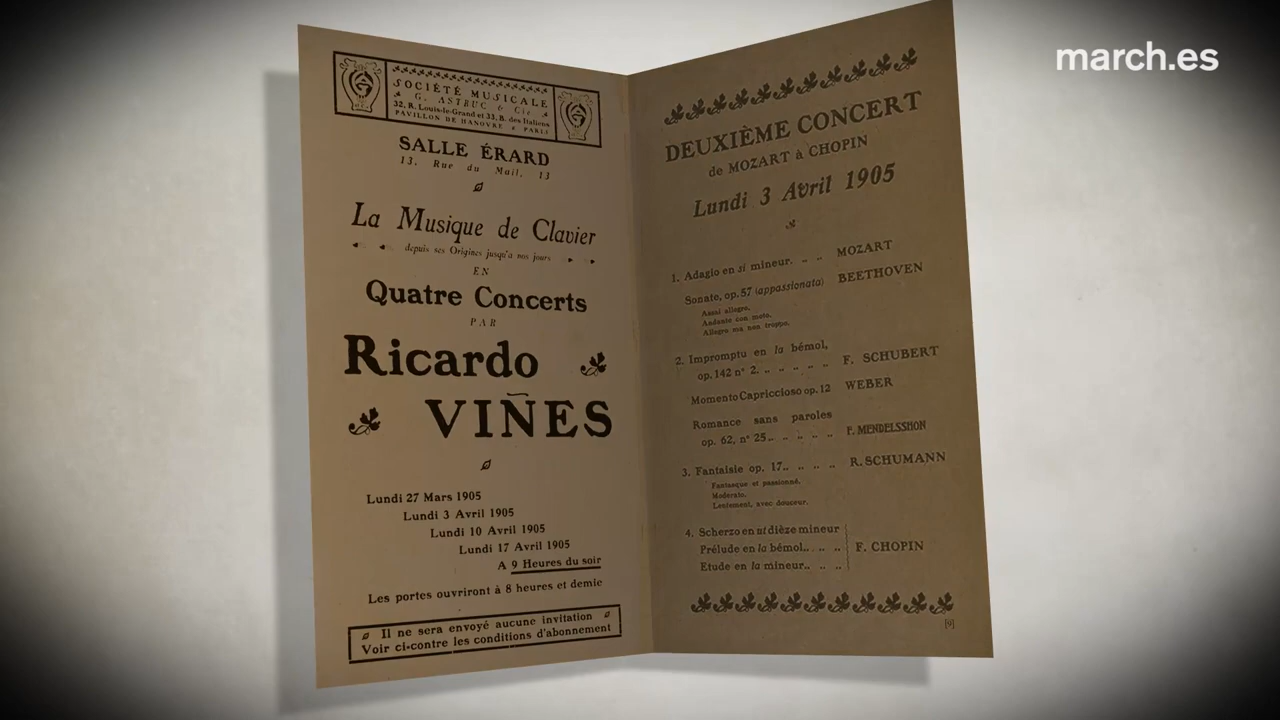 march.es
SOCIÉTÉ MUSICALE
G. ASTRUC & Cie
32, R. Louis-le-Grand et 33, B. des Italiens
PAVILLON DE HANOVRE PARIS
SALLE ÉRARD
13, Rue du Mail, 13
La Musique de Clavier
depuis ses Origines jusqu'a nos jours
EN
Quatre Concerts
PAR
Ricardo
VIÑES
Lundi 27 Mars 1905
Lundi 3 Avril 1905
Lundi 10 Avril 1905
Lundi 17 Avril 1905
A 9 Heures du soir
Les portes ouvriront à 8 heures et demie
Il ne sera envoyé aucune invitation
Voir ci-contre les conditions d'abonnement
DEUXIÈME CONCERT
de MOZART à CHOPIN
Lundi 3 Avril 1905
1. Adagio en si mineur. „ „ MOZART
Sonate, op. 57 (appassionata) BEETHOVEN
Assai allegro.
Andante con moto.
Allegro ma non troppo.
2. Impromptu en la bémol,
op. 142 n° 2. „ „ „ „ „ F. SCHUBERT
Momento Capriccioso op. 12 WEBER
Romance sans paroles
op. 62, n° 25 „ „ „ „ „ F. MENDELSSHON
3. Fantaisie op. 17. „ „ „ „ R. SCHUMANN
Fantasque et passionné.
Moderato.
Lentement, avec douceur.
4. Scherzo en ut dièze mineur
Prélude en la bémol. „ „ „ F. CHOPIN
Etude en la mineur. „ „ „
[9]